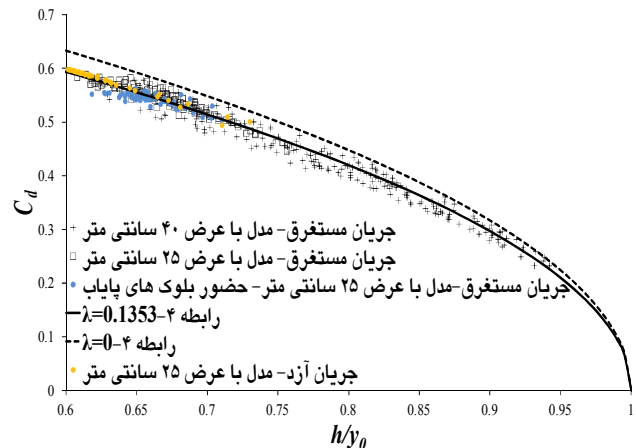 0.7
0.6
0.5
0.4
0.3
0.2
0.1
0
C_d
جریان مستغرق- مدل با عرض ۴۰ سانتی متر
جریان مستغرق- مدل با عرض ۲۵ سانتی متر
جریان مستغرق-مدل با عرض ۲۵ سانتی متر- حضور بلوک های پایاب
رابطه ۴-λ=0.1353
رابطه ۴-λ=0
جریان آزد- مدل با عرض ۲۵ سانتی متر
0.6 0.65 0.7 0.75 0.8 0.85 0.9 0.95 1
h/y_0